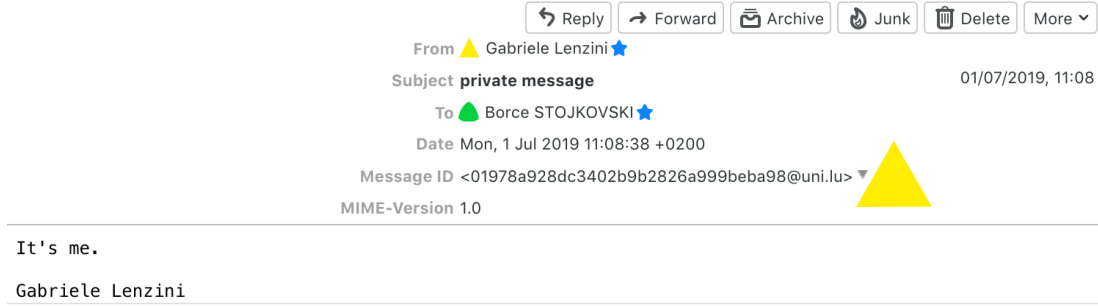 Reply Forward Archive Junk Delete More
From Gabriele Lenzini
Subject private message 01/07/2019, 11:08
To Borce STOJKOVSKI
Date Mon, 1 Jul 2019 11:08:38 +0200
Message ID <01978a928dc3402b9b2826a999beba98@uni.lu>
MIME-Version 1.0
It's me.
Gabriele Lenzini